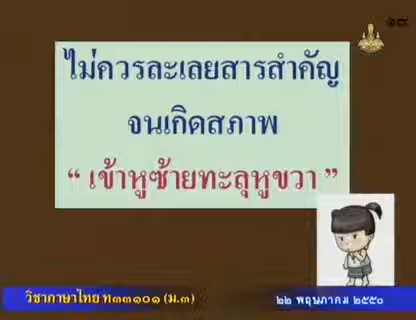 ๑๘
ไม่ควรละเลยสารสำคัญ
จนเกิดสภาพ
“ เข้าหูซ้ายทะลุหูขวา ”
วิชาภาษาไทย ท๓๓๑๐๑ (ม.๓)
๒๒ พฤษภาคม ๒๕๕๐